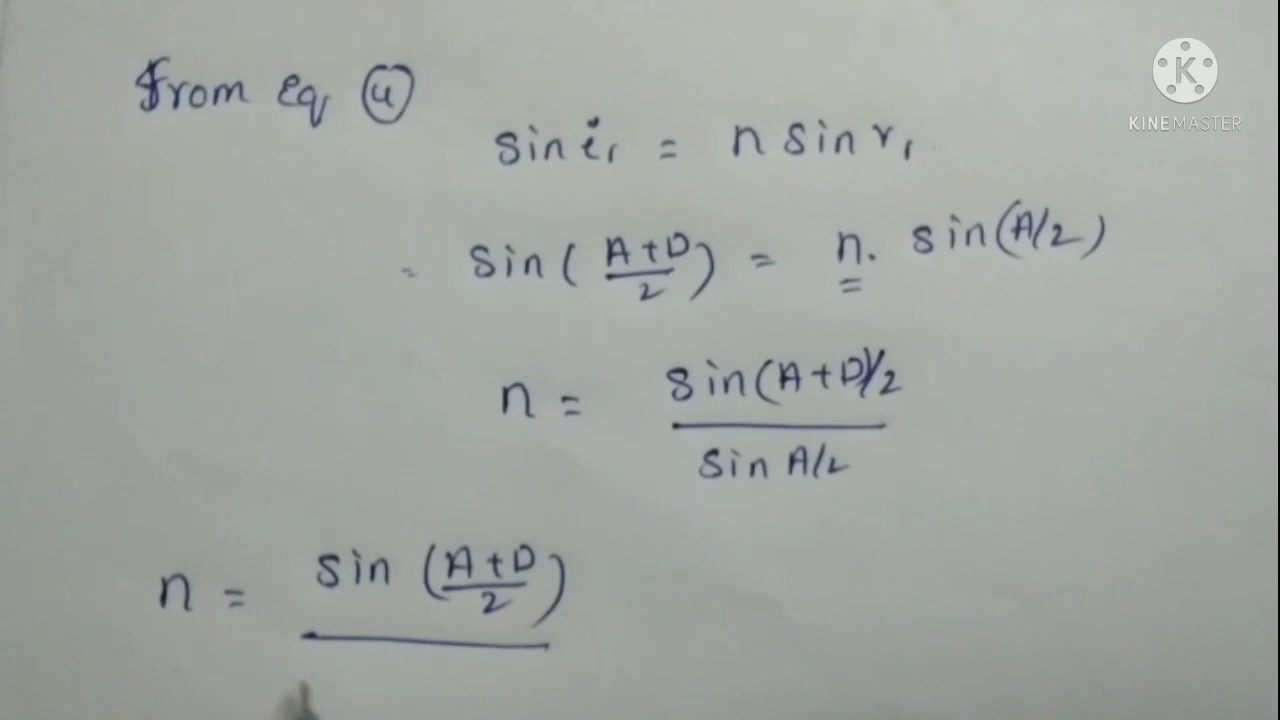 From Eq (4)
K
KINEMASTER
sin i₁ = n sin r₁
= sin( A+D/2 ) = n. sin(A/2)
n = sin(A+D)/2
sin A/2
n = sin (A+D/2)